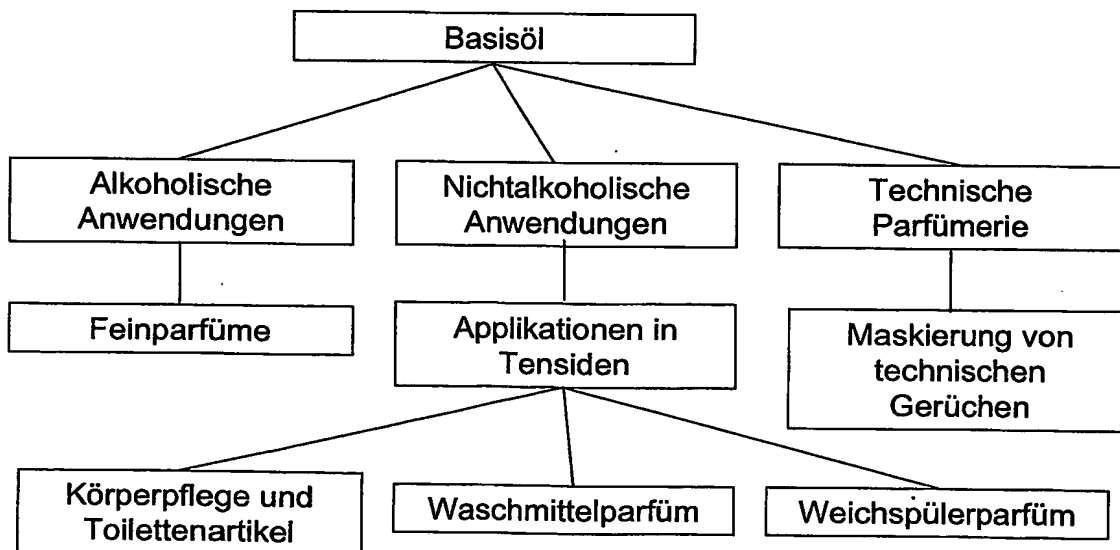 Basisöl
Alkoholische
Anwendungen
Nichtalkoholische
Anwendungen
Technische
Parfümerie
Feinparfüme
Applikationen in
Tensiden
Maskierung von
technischen
Gerüchen
Körperpflege und
Toilettenartikel
Waschmittelparfüm
Weichspülerparfüm